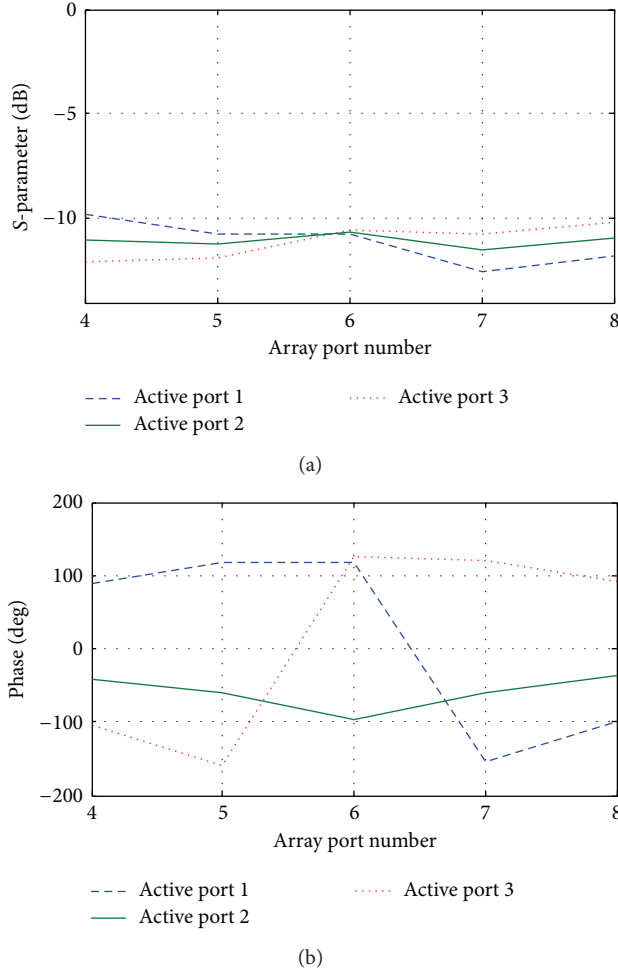 0
−5
−10
S-parameter (dB)
4 5 6 7 8
Array port number
Active port 1 Active port 3
Active port 2
(a)
200
100
0
−100
−200
Phase (deg)
4 5 6 7 8
Array port number
Active port 1 Active port 3
Active port 2
(b)